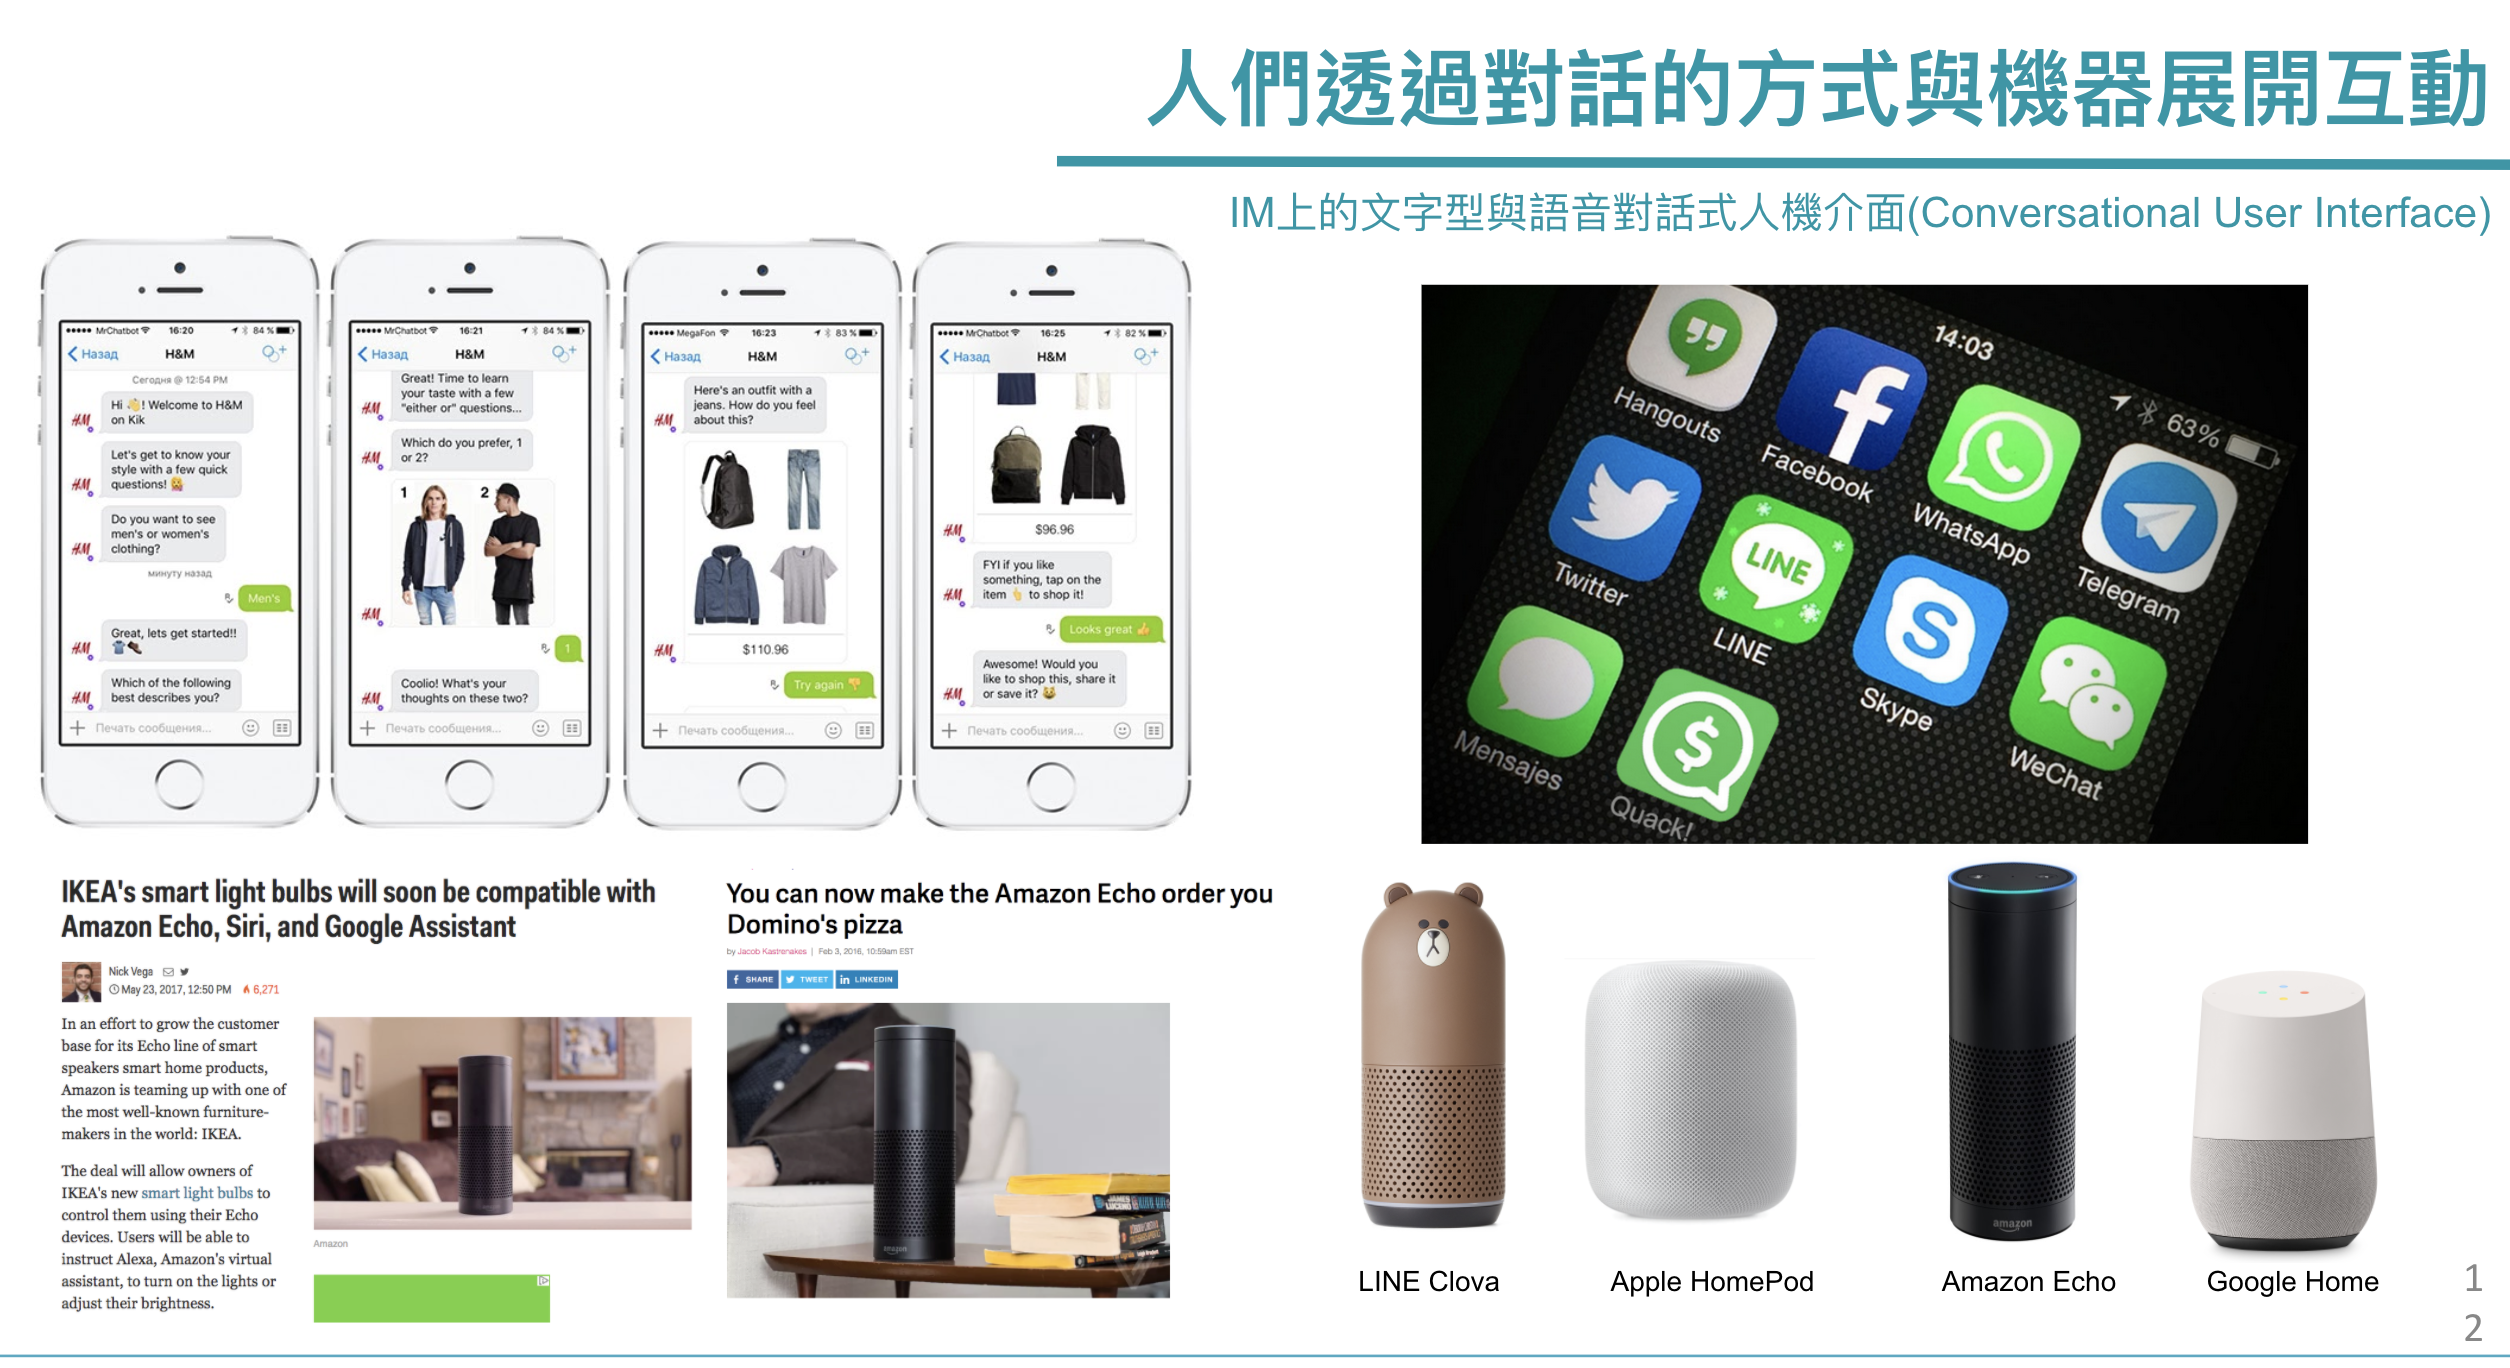 人們透過對話的方式與機器展開互動
IM上的文字型與語音對話式人機介面(Conversational User Interface)
MrChatbot 16:20 84 %
Назад H&M
Сегодня @ 12:54 PM
Hi 👋! Welcome to H&M
on Kik
Let's get to know your
style with a few quick
questions!
Do you want to see
men's or women's
clothing?
минуту назад
Men's
Great, lets get started!!
Which of the following
best describes you?
Печать сообщения...
MrChatbot 16:21 84 %
Назад H&M
Great! Time to learn
your taste with a few
"either or" questions...
Which do you prefer, 1
or 2?
1 2
1
Coolio! What's your
thoughts on these two?
Печать сообщения...
MegaFon 16:23 83 %
Назад H&M
Here's an outfit with a
jeans. How do you feel
about this?
$110.96
Try again 👎
Печать сообщения...
MrChatbot 16:25 82 %
Назад H&M
$96.96
FYI if you like
something, tap on the
item 👆 to shop it!
Looks great 👍
Awesome! Would you
like to shop this, share it
or save it?
Печать сообщения...
14:03
63%
Hangouts
Facebook
WhatsApp
Telegram
Twitter
LINE
LINE
Skype
WeChat
Mensajes
Quack!
IKEA's smart light bulbs will soon be compatible with
Amazon Echo, Siri, and Google Assistant
Nick Vega
May 23, 2017, 12:50 PM 6,271
In an effort to grow the customer
base for its Echo line of smart
speakers smart home products,
Amazon is teaming up with one of
the most well-known furniture-
makers in the world: IKEA.
The deal will allow owners of
IKEA's new smart light bulbs to
control them using their Echo
devices. Users will be able to
instruct Alexa, Amazon's virtual
assistant, to turn on the lights or
adjust their brightness.
Amazon
You can now make the Amazon Echo order you
Domino's pizza
by Jacob Kastrenakes | Feb 3, 2016, 10:59am EST
SHARE TWEET in LINKEDIN
amazon
amazon
LINE Clova
Apple HomePod
Amazon Echo
Google Home
1
2